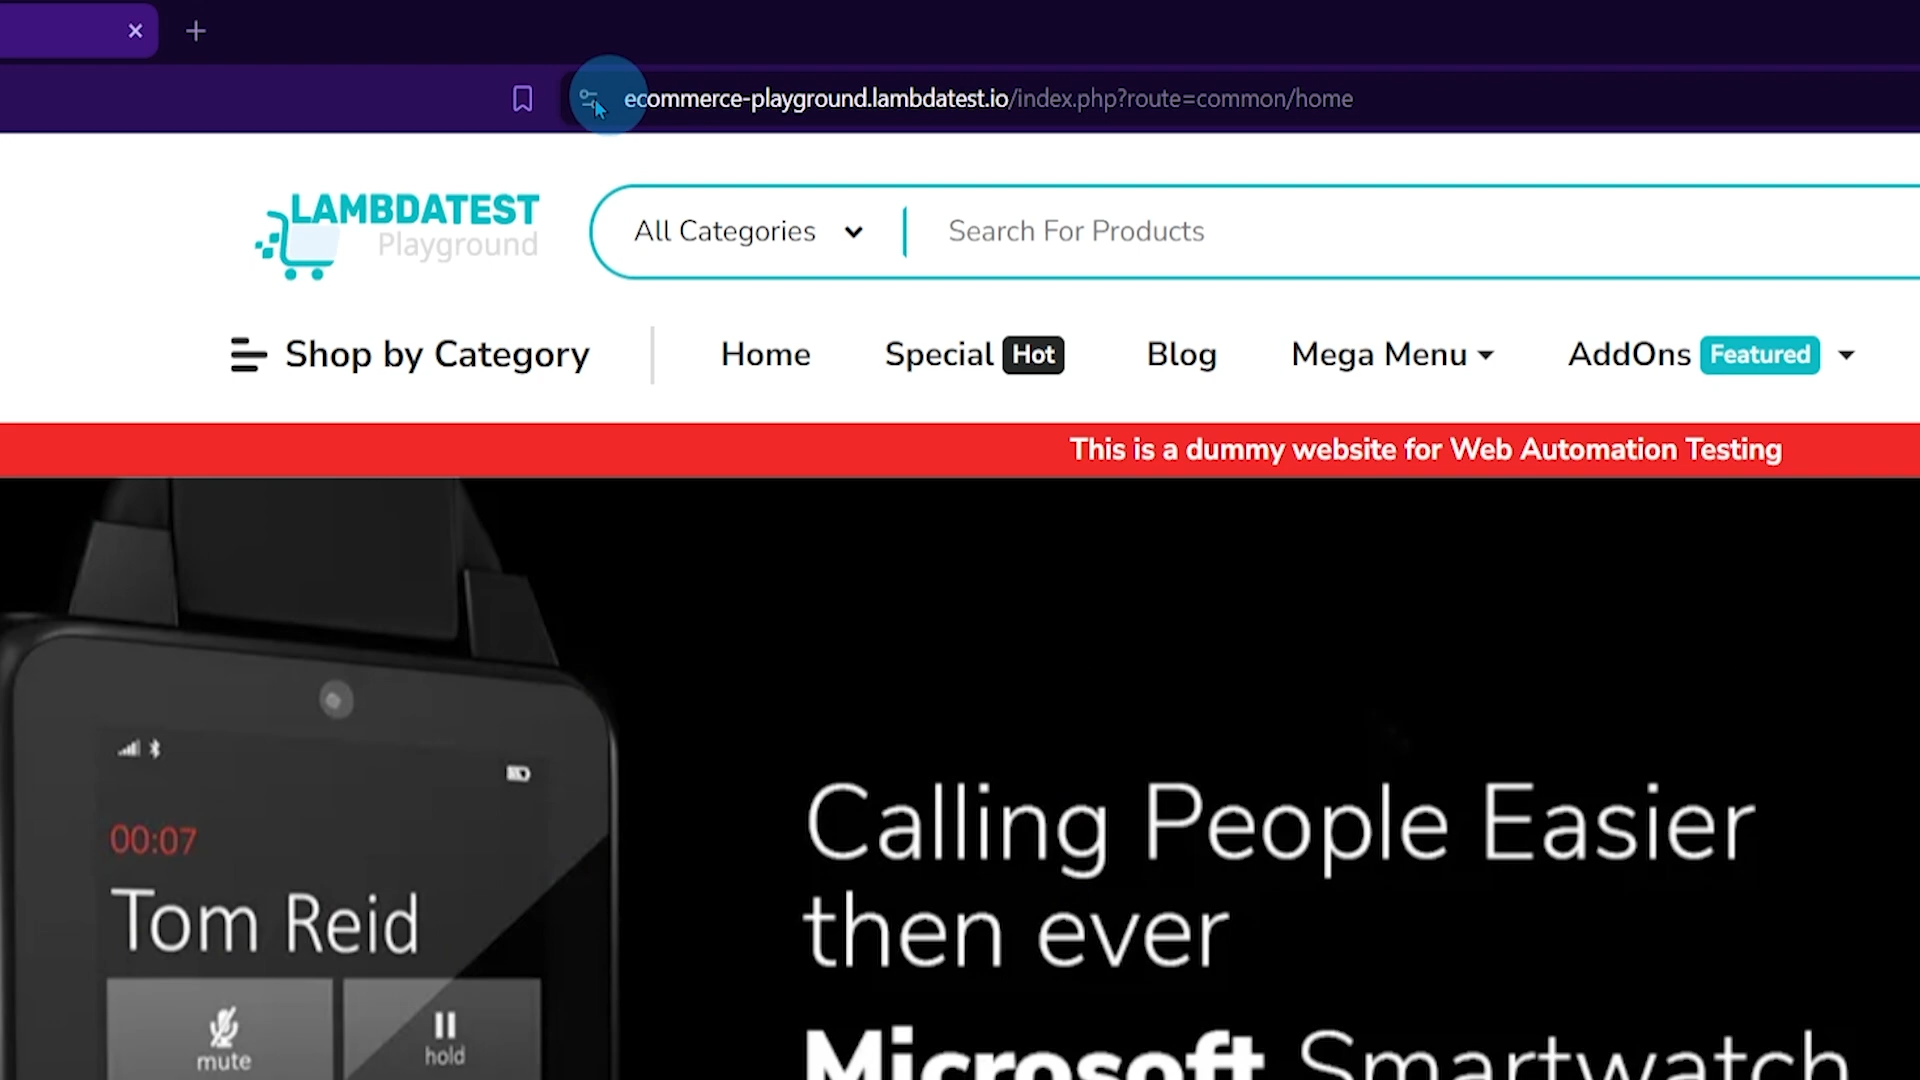 ecommerce-playground.lambdatest.io/index.php?route=common/home
LAMBDATEST
Playground
All Categories
Search For Products
Shop by Category
Home
Special Hot
Blog
Mega Menu
AddOns Featured
This is a dummy website for Web Automation Testing
00:07
Tom Reid
mute
hold
Calling People Easier
then ever
Microsoft Smartwatch